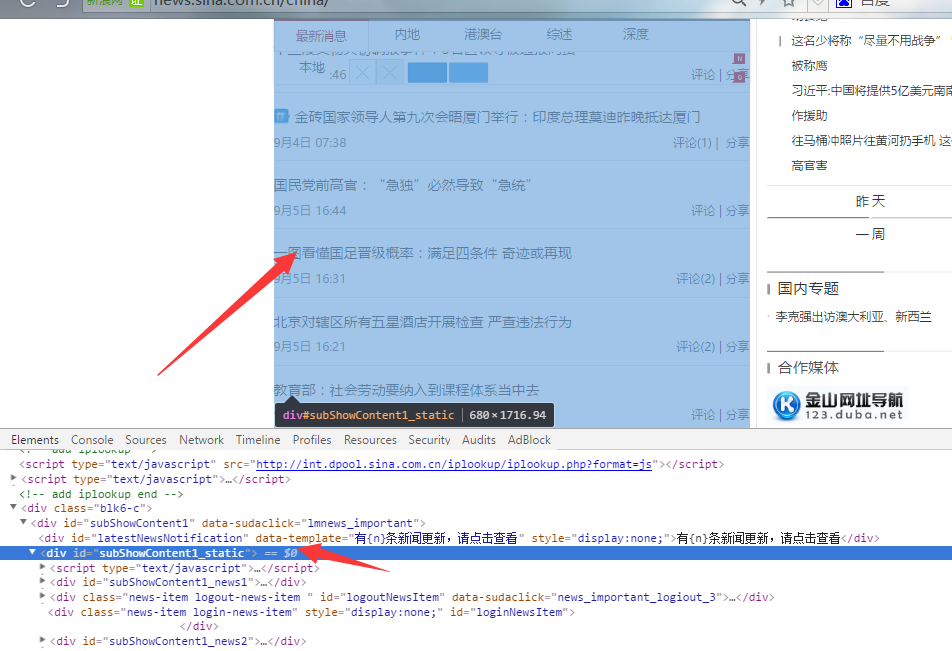 news.sina.com.cn/china/
百度
最新消息 内地 港澳台 综述 深度
本地
:46
评论 | 分享
N
金砖国家领导人第九次会晤厦门举行：印度总理莫迪昨晚抵达厦门
9月4日 07:38 评论(1) | 分享
国民党前高官：“急独”必然导致“急统”
9月5日 16:44 评论 | 分享
一图看懂国足晋级概率：满足四条件 奇迹或再现
9月5日 16:31 评论(2) | 分享
北京对辖区所有五星酒店开展检查 严查违法行为
9月5日 16:21 评论(2) | 分享
教育部：社会劳动要纳入到课程体系当中去
评论 | 分享
div#subShowContent1_static | 680×1716.94
这名少将称“尽量不用战争”
被称鹰
习近平:中国将提供5亿美元南南
作援助
往马桶冲照片往黄河扔手机 这
高官害
昨天
一周
国内专题
李克强出访澳大利亚、新西兰
合作媒体
金山网址导航
123.duba.net
Elements Console Sources Network Timeline Profiles Resources Security Audits AdBlock
<script type="text/javascript" src="http://int.dpool.sina.com.cn/iplookup/iplookup.php?format=js"></script>
<script type="text/javascript">…</script>
<!-- add iplookup end -->
<div class="blk6-c">
<div id="subShowContent1" data-sudaclick="lmnews_important">
<div id="latestNewsNotification" data-template="有{n}条新闻更新，请点击查看" style="display:none;">有{n}条新闻更新，请点击查看</div>
<div id="subShowContent1_static"> == $0
<script type="text/javascript">…</script>
<div id="subShowContent1_news1">…</div>
<div class="news-item logout-news-item " id="logoutNewsItem" data-sudaclick="news_important_logiout_3">…</div>
<div class="news-item login-news-item" style="display:none;" id="loginNewsItem">
</div>
<div id="subShowContent1_news2">…</div>